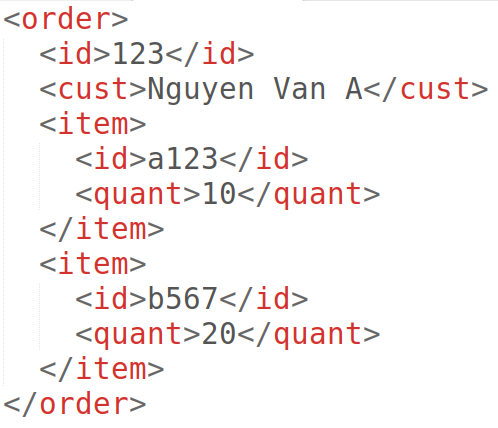 <order>
  <id>123</id>
  <cust>Nguyen Van A</cust>
  <item>
    <id>a123</id>
    <quant>10</quant>
  </item>
  <item>
    <id>b567</id>
    <quant>20</quant>
  </item>
</order>